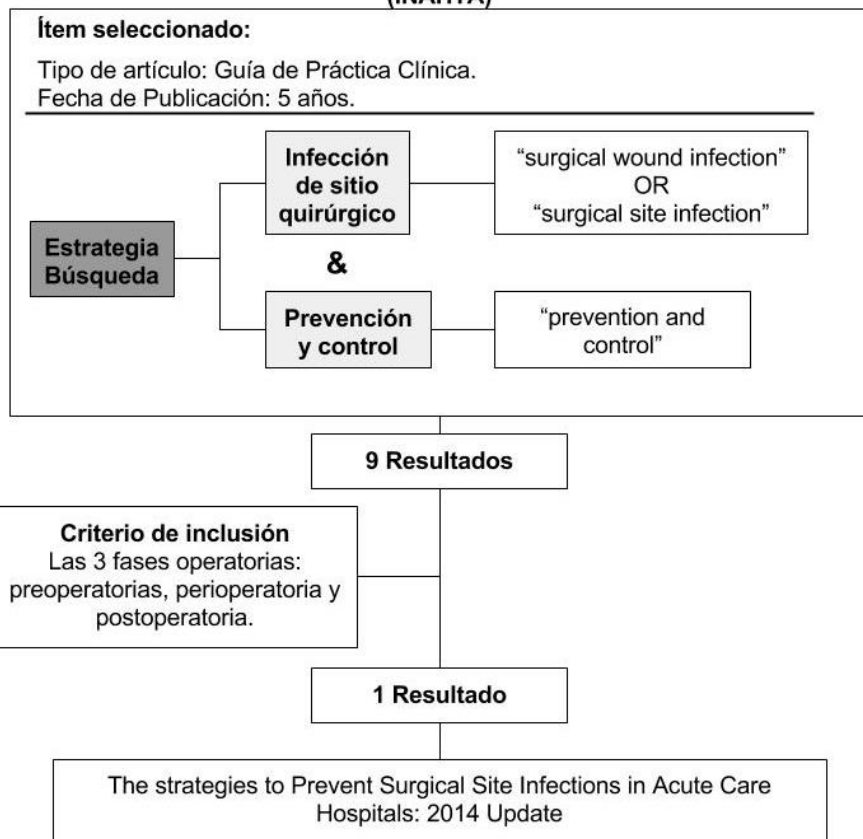 (INAHTA)
Ítem seleccionado:
Tipo de artículo: Guía de Práctica Clínica.
Fecha de Publicación: 5 años.
Infección
de sitio
quirúrgico
“surgical wound infection”
OR
“surgical site infection”
Estrategia
Búsqueda
&
Prevención
y control
“prevention and
control”
9 Resultados
Criterio de inclusión
Las 3 fases operatorias:
preoperatorias, perioperatoria y
postoperatoria.
1 Resultado
The strategies to Prevent Surgical Site Infections in Acute Care
Hospitals: 2014 Update